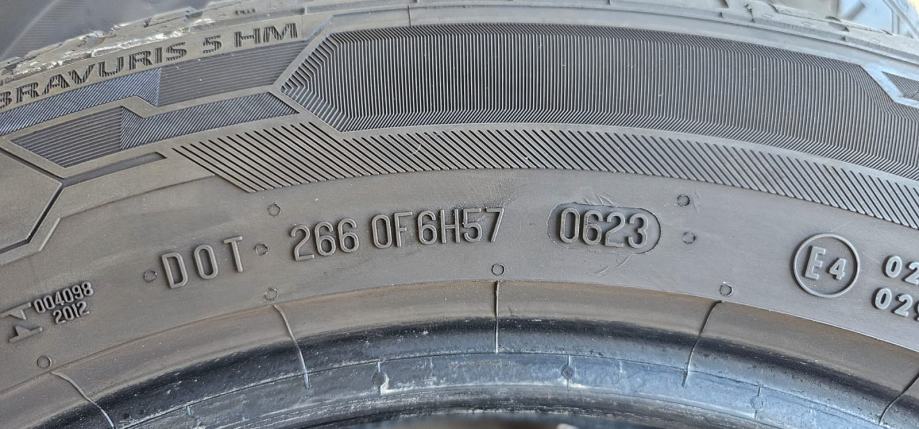 BRAVURIS 5 HM
DOT 266 0F6H57 0623
E4
004098
2012